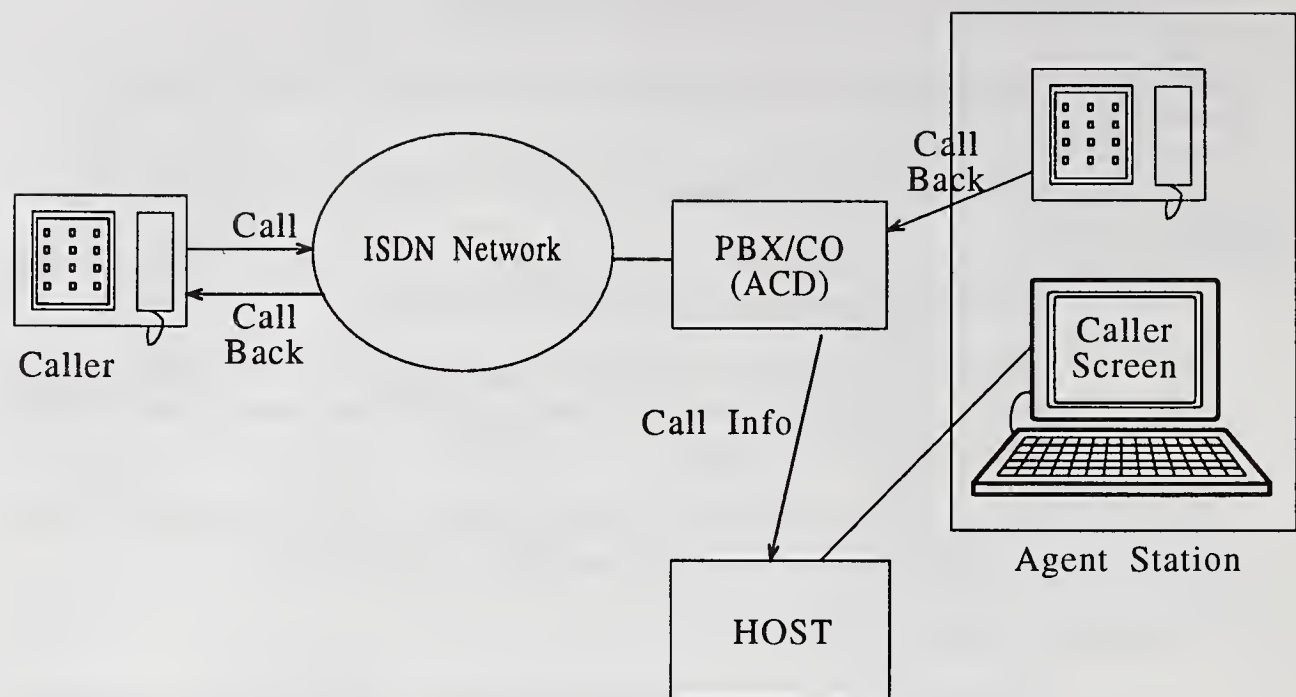 Call
Back
Call
ISDN Network
PBX/CO
(ACD)
Call
Back
Caller
Caller
Screen
Call Info
Agent Station
HOST